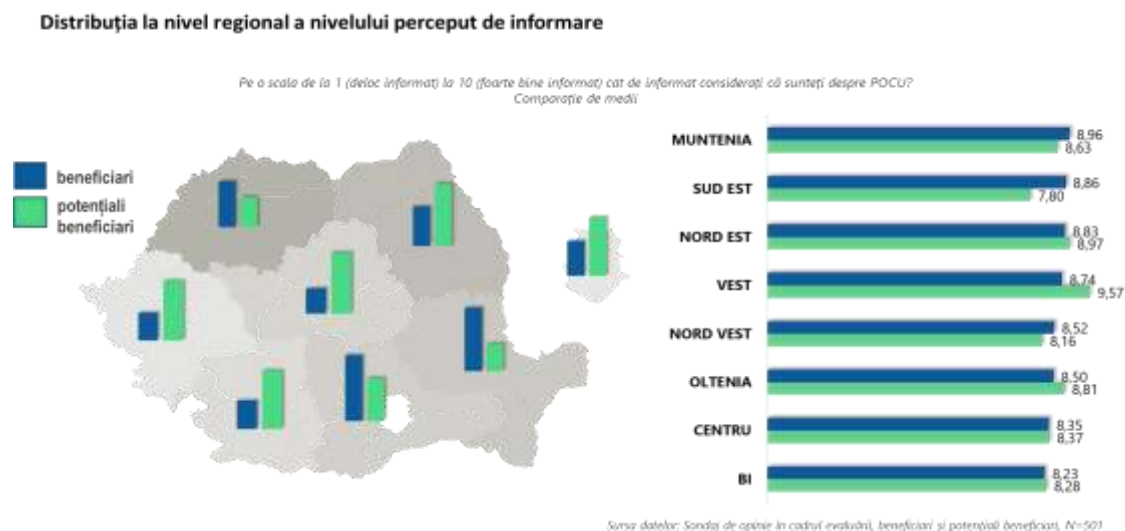 Distribuția la nivel regional a nivelului perceput de informare
Pe o scala de la 1 (deloc informat) la 10 (foarte bine informat) cat de informat considerați că sunteți despre POCU?
Comparație de medii
beneficiari
potențiali
beneficiari
MUNTENIA
8,96
8,63
SUD EST
8,86
7,80
NORD EST
8,83
8,97
VEST
8,74
9,57
NORD VEST
8,52
8,16
OLTENIA
8,50
8,81
CENTRU
8,35
8,37
BI
8,23
8,28
Sursa datelor: Sondaj de opinie în cadrul evaluării, beneficiari și potențiali beneficiari, N=501